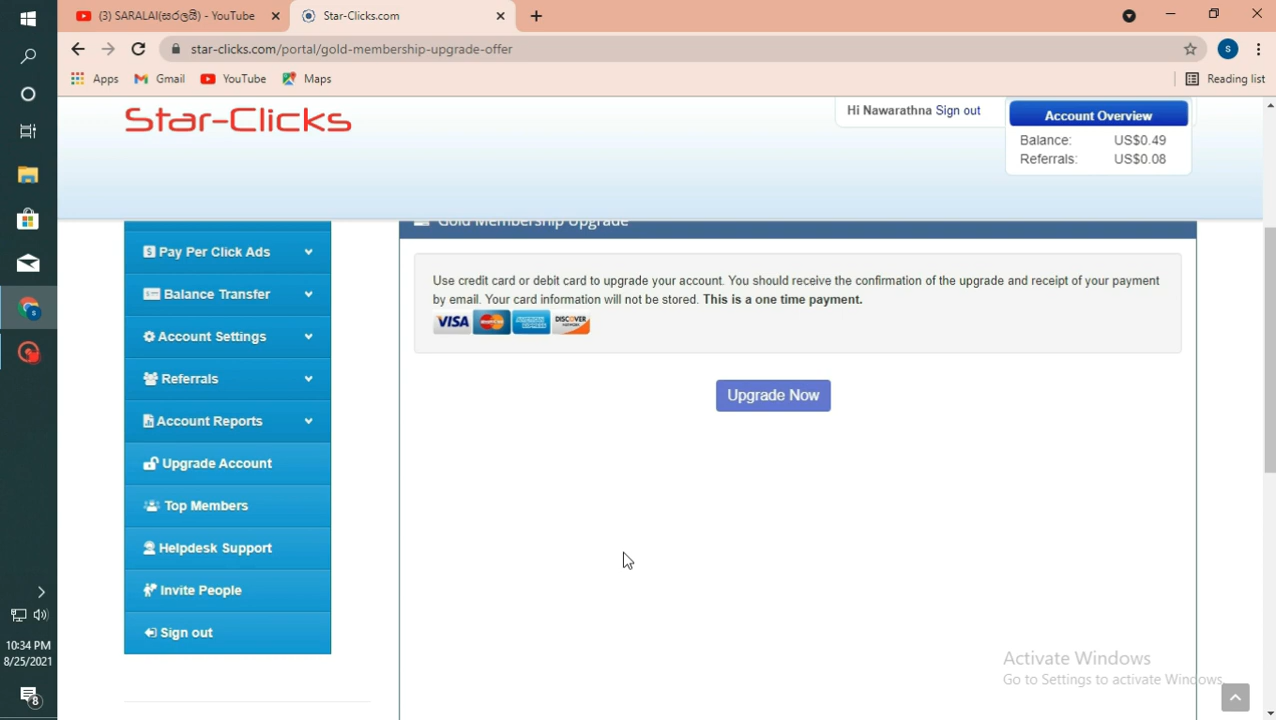 (3) SARALAI(සරලයි) - YouTube
Star-Clicks.com
star-clicks.com/portal/gold-membership-upgrade-offer
s
Apps
Gmail
YouTube
Maps
Reading list
Star-Clicks
Hi Nawarathna Sign out
Account Overview
Balance: US$0.49
Referrals: US$0.08
Gold Membership Upgrade
Pay Per Click Ads
Balance Transfer
Account Settings
Referrals
Account Reports
Upgrade Account
Top Members
Helpdesk Support
Invite People
Sign out
Use credit card or debit card to upgrade your account. You should receive the confirmation of the upgrade and receipt of your payment
by email. Your card information will not be stored. This is a one time payment.
VISA MasterCard DISCOVER
Upgrade Now
10:34 PM
8/25/2021
8
Activate Windows
Go to Settings to activate Windows.